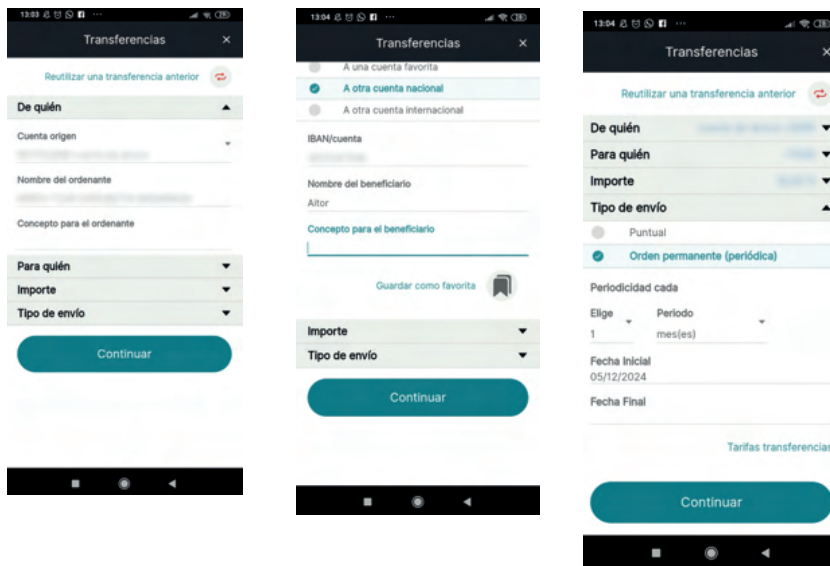 13:03
Transferencias ×
Reutilizar una transferencia anterior
De quién
Cuenta origen
Nombre del ordenante
Concepto para el ordenante
Para quién
Importe
Tipo de envío
Continuar
13:04
Transferencias ×
A una cuenta favorita
A otra cuenta nacional
A otra cuenta internacional
IBAN/cuenta
Nombre del beneficiario
Aitor
Concepto para el beneficiario
Guardar como favorita
Importe
Tipo de envío
Continuar
13:04
Transferencias ×
Reutilizar una transferencia anterior
De quién
Para quién
Importe
Tipo de envío
Puntual
Orden permanente (periódica)
Periodicidad cada
Elige Periodo
1 mes(es)
Fecha Inicial
05/12/2024
Fecha Final
Tarifas transferencias
Continuar